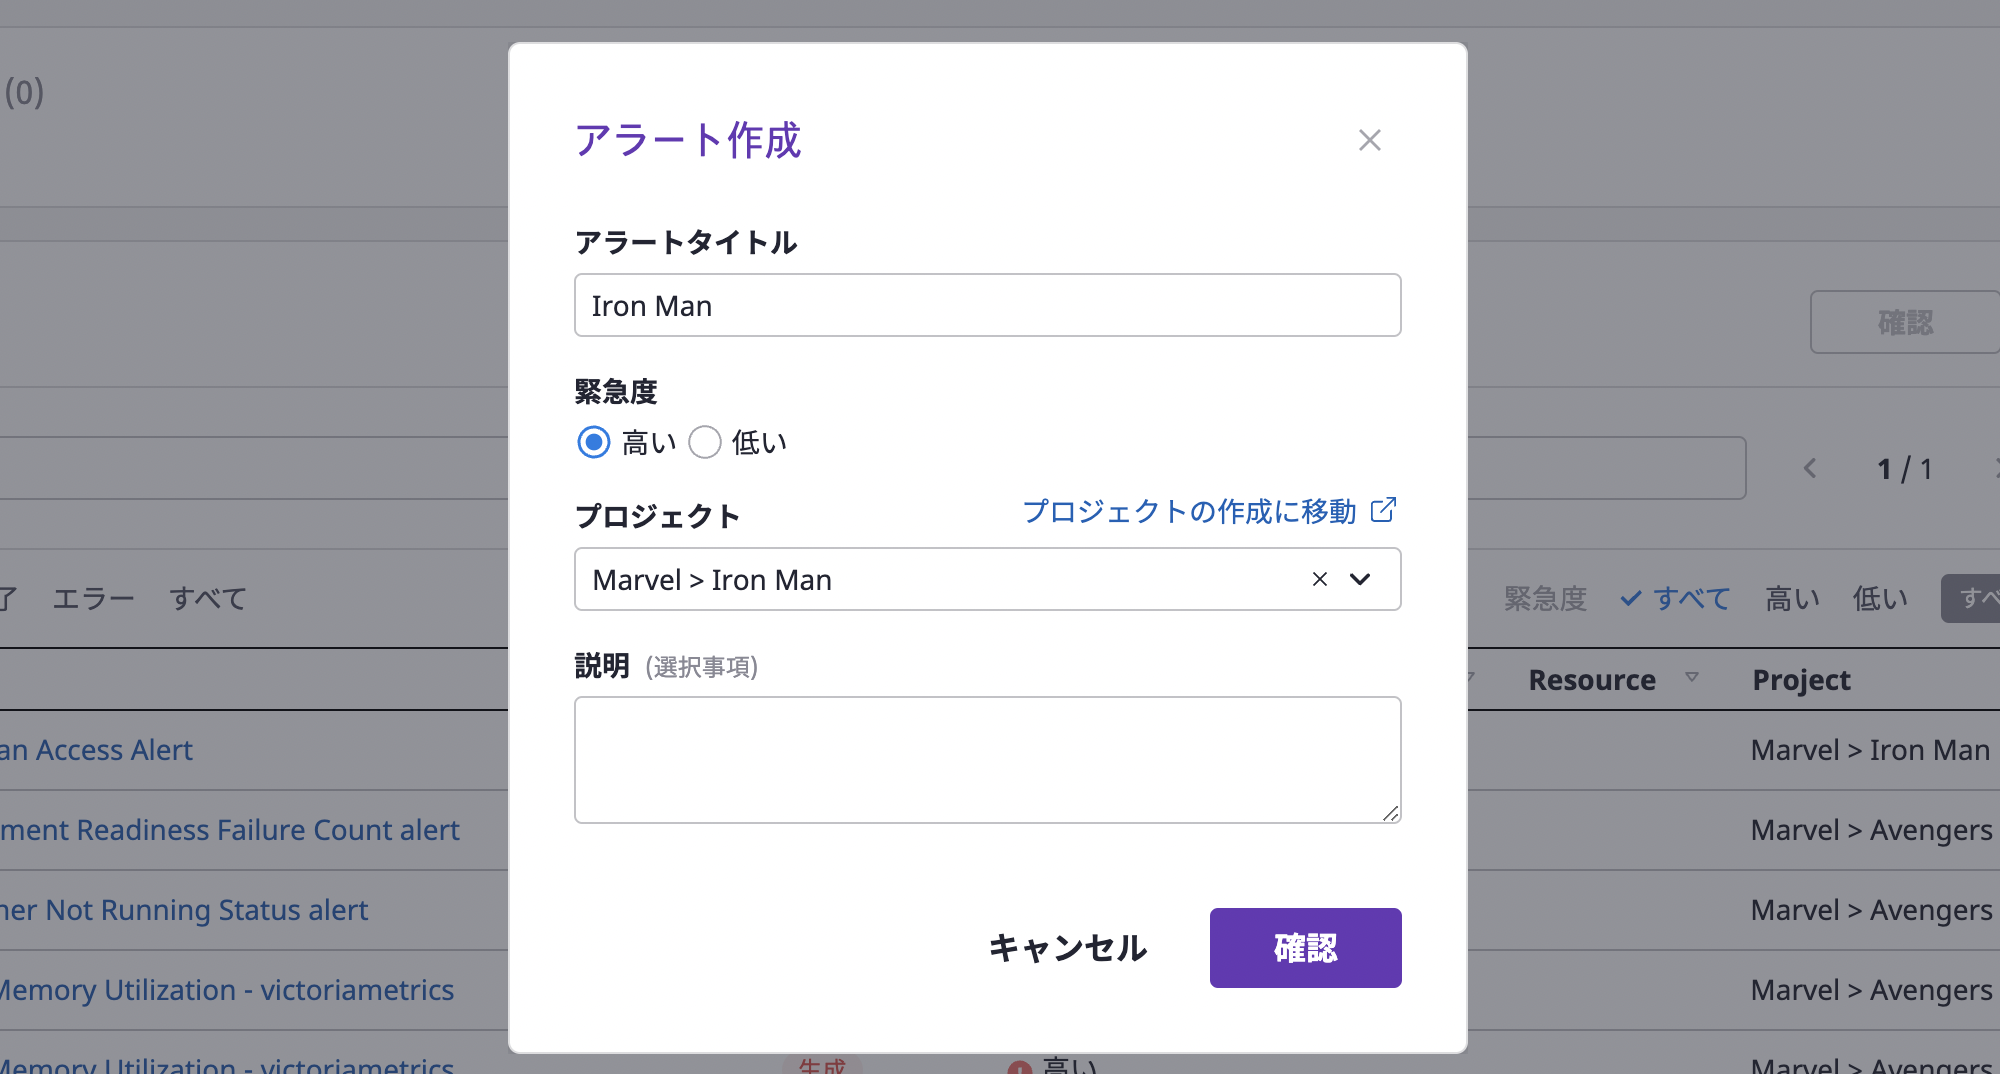 (0)
アラート作成
アラートタイトル
Iron Man
確認
緊急度
高い 低い
1 / 1
プロジェクト プロジェクトの作成に移動
Marvel > Iron Man
了 エラー すべて
緊急度 すべて 高い 低い すべ
説明 (選択事項)
Resource Project
an Access Alert Marvel > Iron Man
ment Readiness Failure Count alert Marvel > Avengers
ner Not Running Status alert Marvel > Avengers
キャンセル 確認
Memory Utilization - victoriametrics Marvel > Avengers
Memory Utilization - victoriametrics 生成 高い Marvel > Avengers